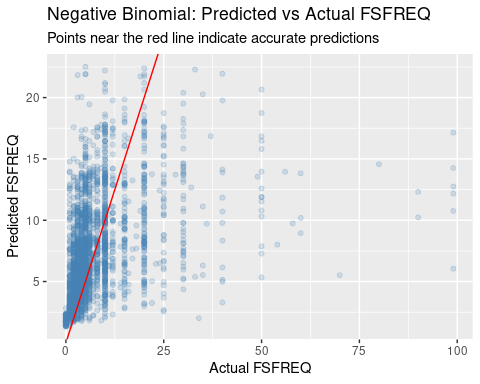 Negative Binomial: Predicted vs Actual FSFREQ
Points near the red line indicate accurate predictions
Predicted FSFREQ
20
15
10
5
0
25
50
75
100
Actual FSFREQ